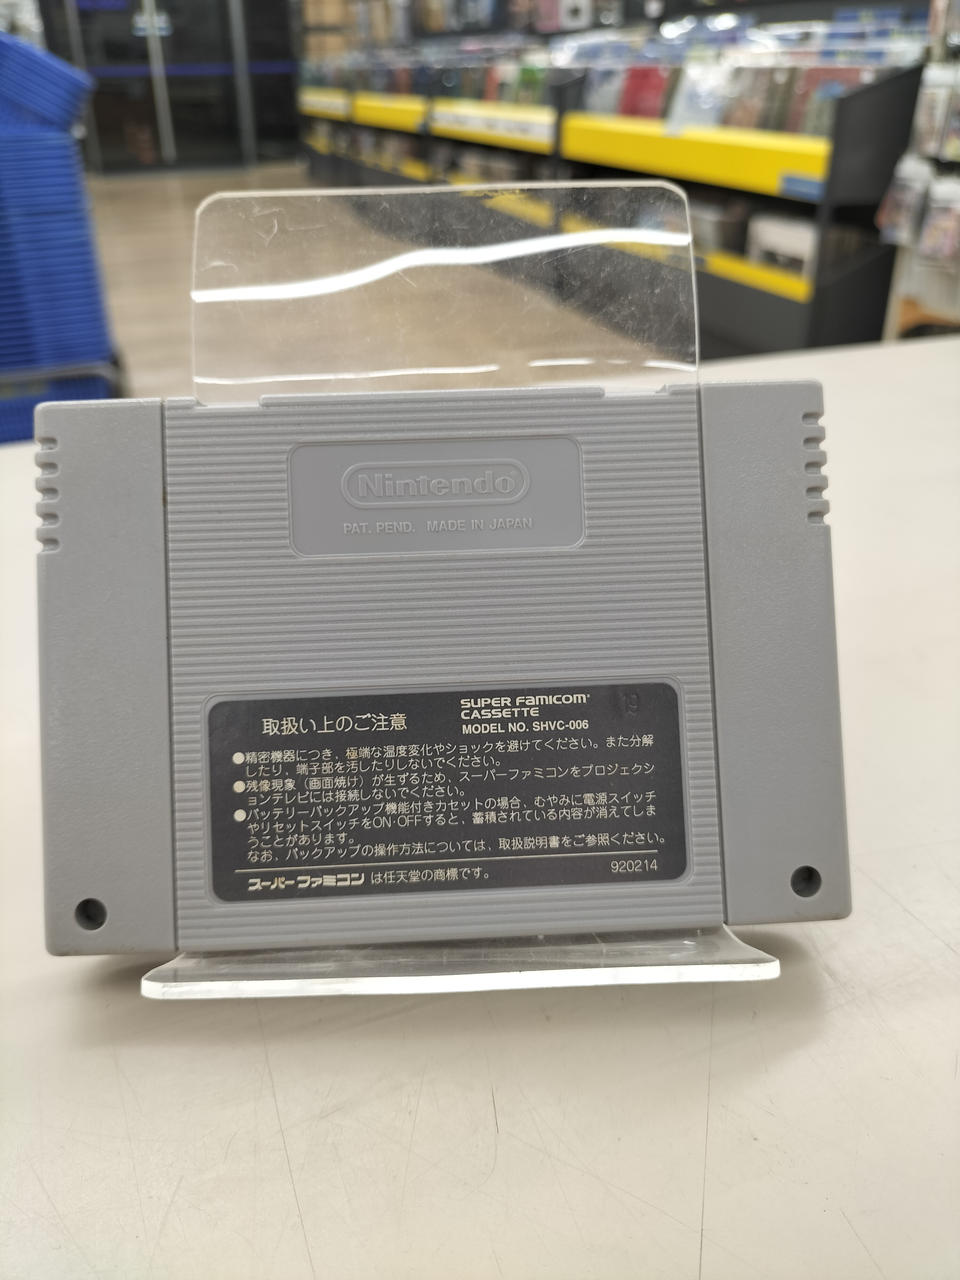 Nintendo
PAT. PEND. MADE IN JAPAN
取扱い上のご注意
SUPER FAMICOM
CASSETTE
MODEL NO. SHVC-006
19
●精密機器につき、極端な温度変化やショックを避けてください。また分解
したり、端子部を汚したりしないでください。
●残像現象（画面焼け）が生ずるため、スーパーファミコンをプロジェクシ
ョンテレビには接続しないでください。
●バッテリーバックアップ機能付きカセットの場合、むやみに電源スイッチ
やリセットスイッチをON·OFFすると、蓄積されている内容が消えてしま
うことがあります。
なお、バックアップの操作方法については、取扱説明書をご参照ください。
スーパーファミコン は任天堂の商標です。
920214